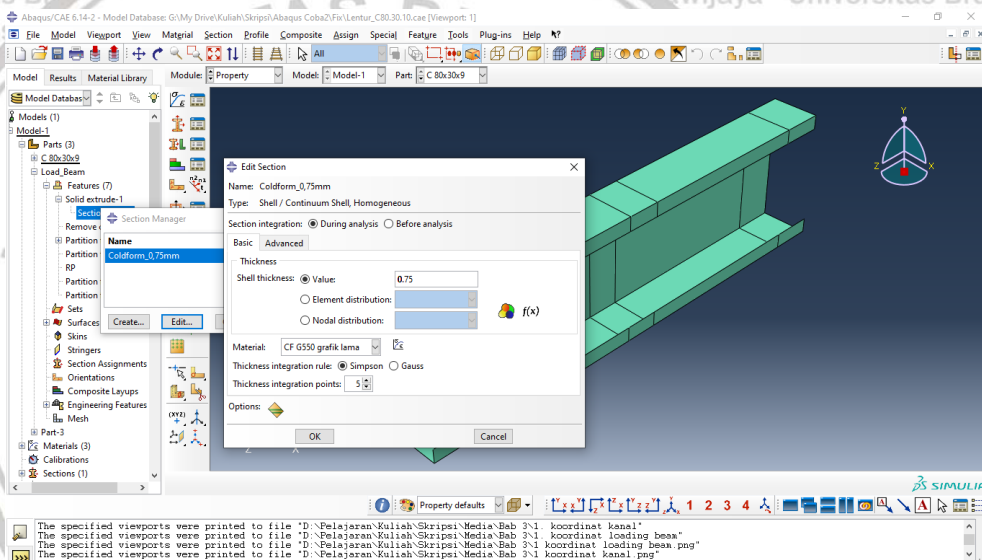 Universitas Bra
Abaqus/CAE 6.14-2 - Model Database: G:\My Drive\Kuliah\Skripsi\Abaqus Coba2\Fix\Lentur_C80.30.10.cae [Viewport: 1]
File Model Viewport View Material Section Profile Composite Assign Special Feature Tools Plug-ins Help
All
Model Results Material Library Module: Property Model: Model-1 Part: C 80x30x9
Model Databas
Models (1)
Model-1
Parts (3)
C 80x30x9
Load_Beam
Features (7)
Solid extrude-1
Sectio
Remove
Partition
Partition
RP
Partition
Partition
Sets
Surfaces
Skins
Stringers
Section Assignments
Orientations
Composite Layups
Engineering Features
Mesh
Part-3
Materials (3)
Calibrations
Sections (1)
Section Manager
Name
Coldform_0,75mm
Create... Edit...
Edit Section
Name: Coldform_0,75mm
Type: Shell / Continuum Shell, Homogeneous
Section integration: During analysis Before analysis
Basic Advanced
Thickness
Shell thickness: Value: 0.75
Element distribution:
Nodal distribution:
f(x)
Material: CF G550 grafik lama
Thickness integration rule: Simpson Gauss
Thickness integration points: 5
Options:
OK Cancel
Y
Z X
Z X
SIMULIA
Property defaults
1 2 3 4
The specified viewports were printed to file "D:\Pelajaran\Kuliah\Skripsi\Media\Bab 3\1. koordinat kanal"
The specified viewports were printed to file "D:\Pelajaran\Kuliah\Skripsi\Media\Bab 3\1. koordinat loading beam"
The specified viewports were printed to file "D:\Pelajaran\Kuliah\Skripsi\Media\Bab 3\1 koordinat loading beam.png"
The specified viewports were printed to file "D:\Pelajaran\Kuliah\Skripsi\Media\Bab 3\1 koordinat kanal.png"